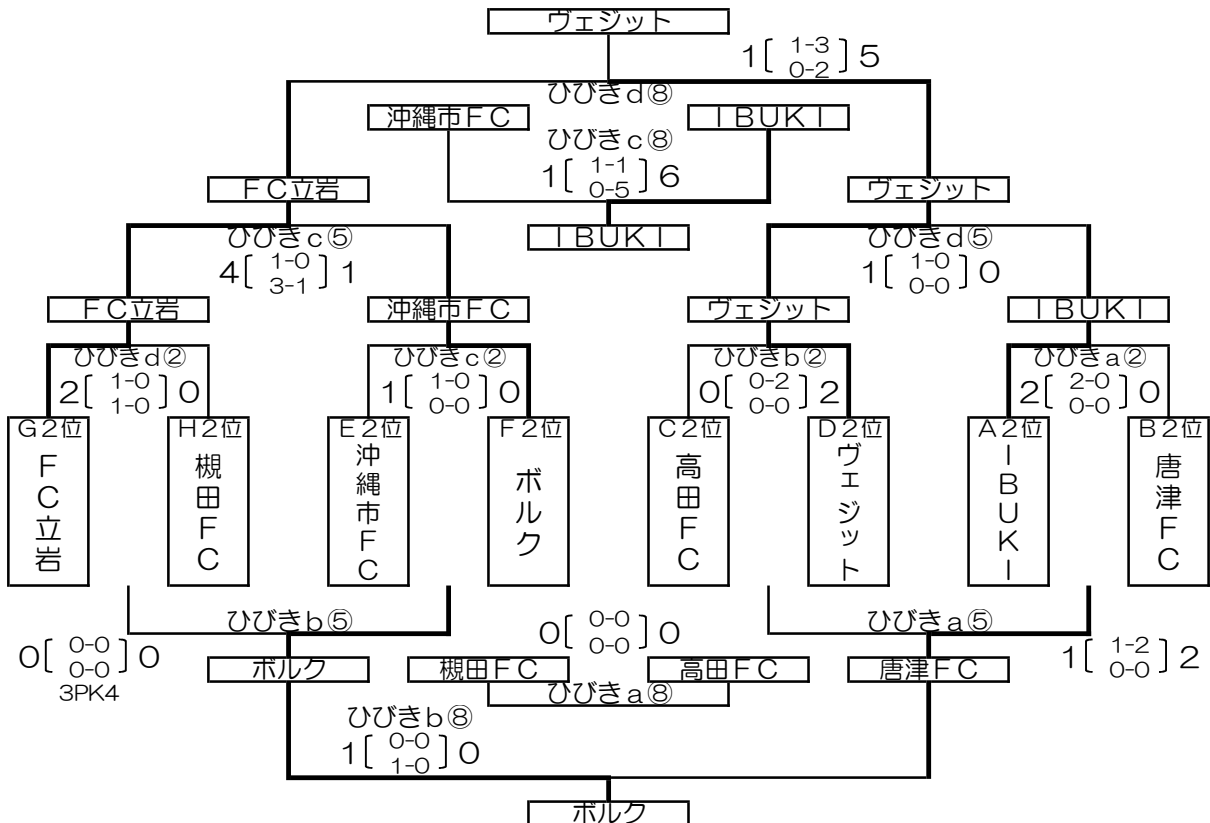 ヴェジット
1[1-3 0-2]5
ひびきd⑧
沖縄市FC
IBUKI
ひびきc⑧
1[1-1 0-5]6
FC立岩
ヴェジット
IBUKI
ひびきc⑤
4[1-0 3-1]1
ひびきd⑤
1[1-0 0-0]0
FC立岩
沖縄市FC
ヴェジット
IBUKI
ひびきd②
2[1-0 1-0]0
ひびきc②
1[1-0 0-0]0
ひびきb②
0[0-2 0-0]2
ひびきa②
2[2-0 0-0]0
G2位
FC立岩
H2位
槻田FC
E2位
沖縄市FC
F2位
ボルク
C2位
高田FC
D2位
ヴェジット
A2位
IBUKI
B2位
唐津FC
ひびきb⑤
0[0-0 0-0]0
3PK4
0[0-0 0-0]0
ひびきa⑤
1[1-2 0-0]2
ボルク
槻田FC
高田FC
唐津FC
ひびきa⑧
ひびきb⑧
1[0-0 1-0]0
ボルク